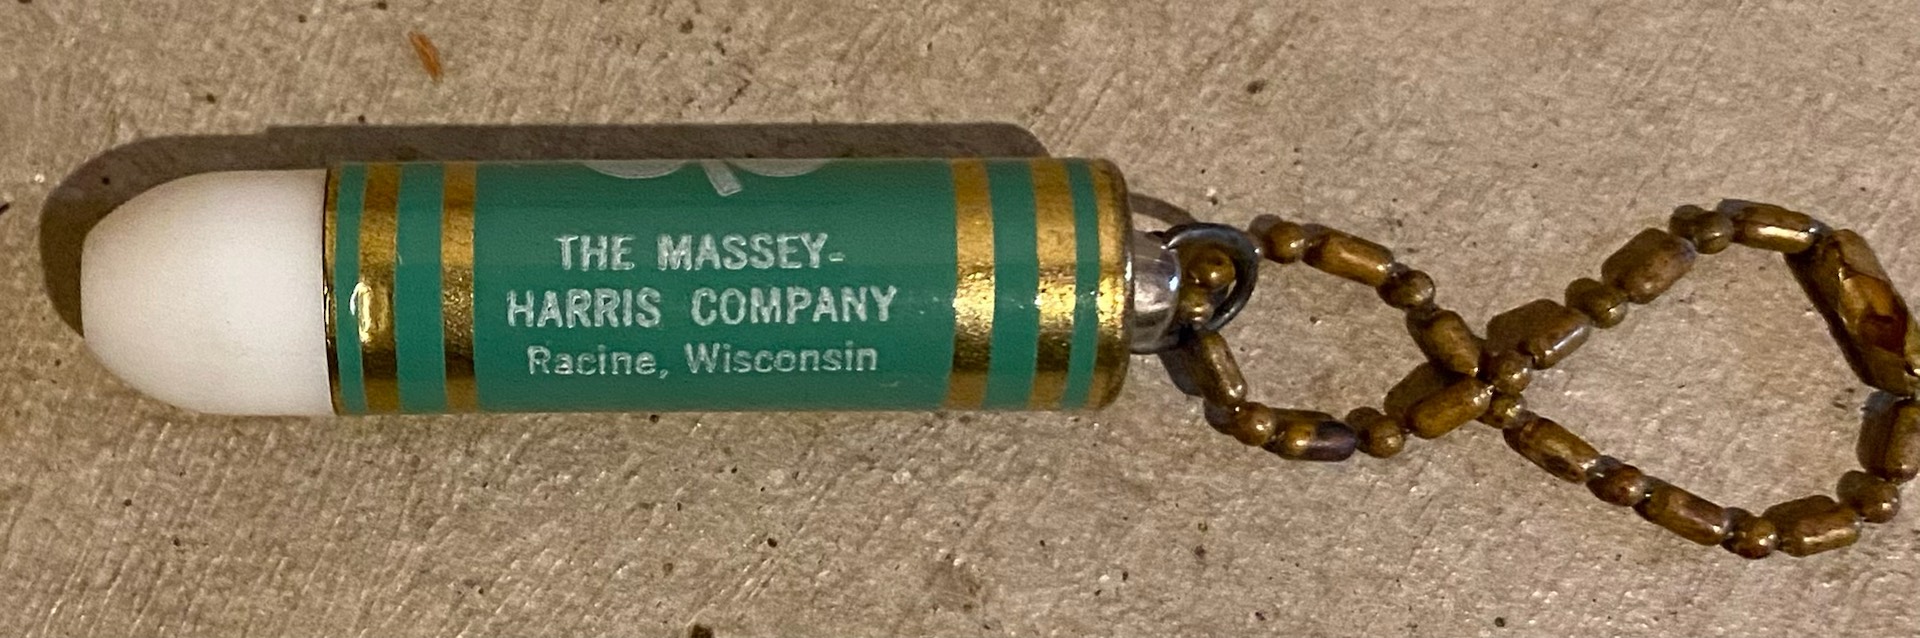 THE MASSEY-
HARRIS COMPANY
Racine, Wisconsin